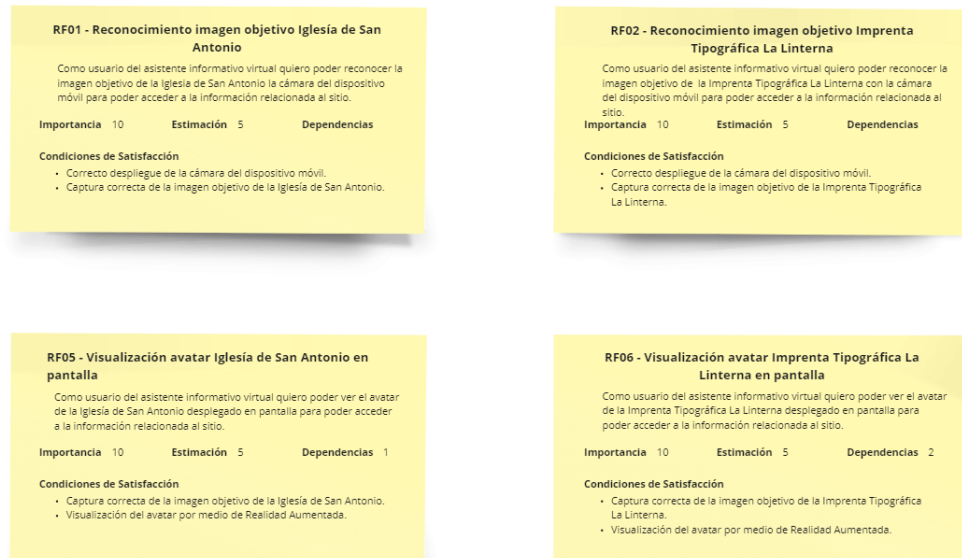 RF01 - Reconocimiento imagen objetivo Iglesía de San
Antonio
Como usuario del asistente informativo virtual quiero poder reconocer la
imagen objetivo de la Iglesia de San Antonio la cámara del dispositivo
móvil para poder acceder a la información relacionada al sitio.
Importancia 10 Estimación 5 Dependencias
Condiciones de Satisfacción
• Correcto despliegue de la cámara del dispositivo móvil.
• Captura correcta de la imagen objetivo de la Iglesía de San Antonio.
RF02 - Reconocimiento imagen objetivo Imprenta
Tipográfica La Linterna
Como usuario del asistente informativo virtual quiero poder reconocer la
imagen objetivo de la Imprenta Tipográfica La Linterna con la cámara
del dispositivo móvil para poder acceder a la información relacionada al
sitio.
Importancia 10 Estimación 5 Dependencias
Condiciones de Satisfacción
• Correcto despliegue de la cámara del dispositivo móvil.
• Captura correcta de la imagen objetivo de la Imprenta Tipográfica
La Linterna.
RF05 - Visualización avatar Iglesía de San Antonio en
pantalla
Como usuario del asistente informativo virtual quiero poder ver el avatar
de la Iglesía de San Antonio desplegado en pantalla para poder acceder
a la información relacionada al sitio.
Importancia 10 Estimación 5 Dependencias 1
Condiciones de Satisfacción
• Captura correcta de la imagen objetivo de la Iglesía de San Antonio.
• Visualización del avatar por medio de Realidad Aumentada.
RF06 - Visualización avatar Imprenta Tipográfica La
Linterna en pantalla
Como usuario del asistente informativo virtual quiero poder ver el avatar
de la Imprenta Tipográfica La Linterna desplegado en pantalla para
poder acceder a la información relacionada al sitio.
Importancia 10 Estimación 5 Dependencias 2
Condiciones de Satisfacción
• Captura correcta de la imagen objetivo de la Imprenta Tipográfica
La Linterna.
• Visualización del avatar por medio de Realidad Aumentada.